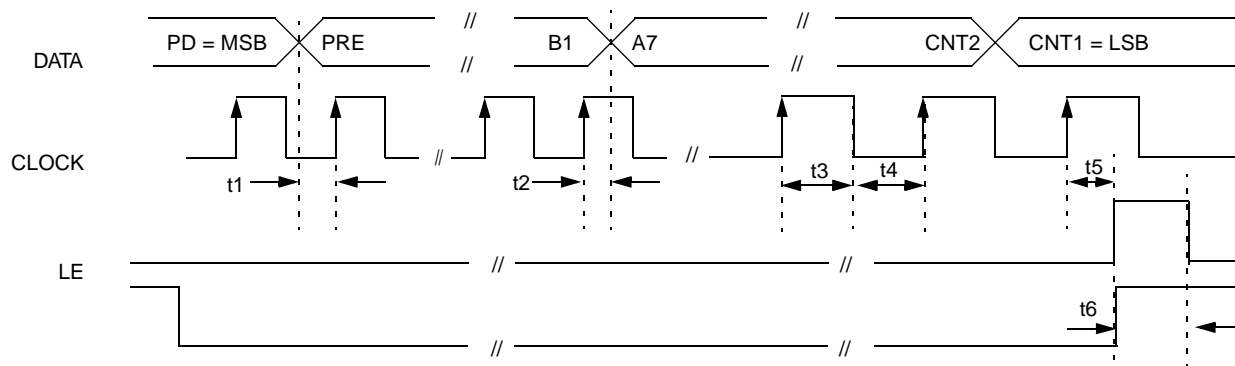 DATA
PD = MSB PRE // // B1 A7 // // CNT2 CNT1 = LSB
CLOCK
// //
t1 t2 t3 t4 t5
LE
// //
t6
// //